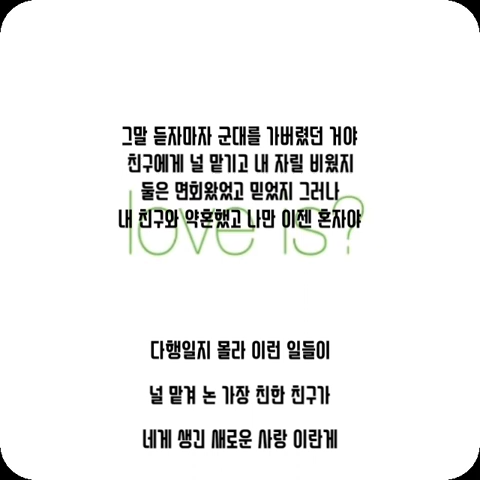 그말 듣자마자 군대를 가버렸던 거야
친구에게 널 맡기고 내 자릴 비웠지
둘은 면회왔었고 믿었지 그러나
내 친구와 약혼했고 나만 이젠 혼자야
love is?
다행일지 몰라 이런 일들이
널 맡겨 논 가장 친한 친구가
네게 생긴 새로운 사랑 이란게